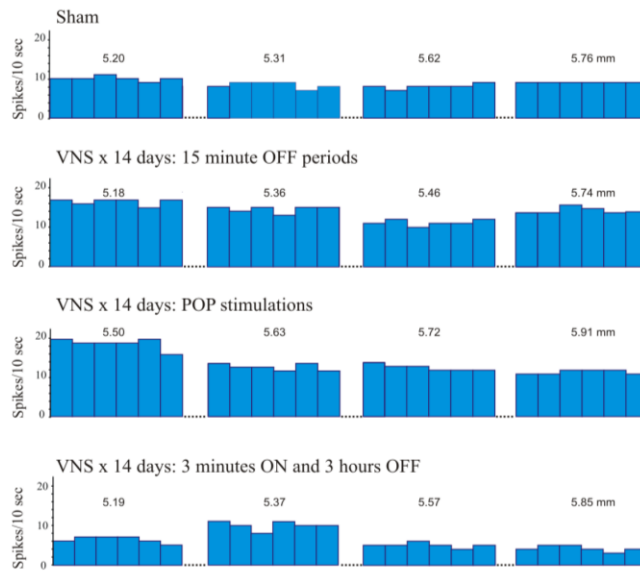 Sham
Spikes/10 sec
20
10
0
5.20 5.31 5.62 5.76 mm
VNS x 14 days: 15 minute OFF periods
Spikes/10 sec
20
10
0
5.18 5.36 5.46 5.74 mm
VNS x 14 days: POP stimulations
Spikes/10 sec
20
10
0
5.50 5.63 5.72 5.91 mm
VNS x 14 days: 3 minutes ON and 3 hours OFF
Spikes/10 sec
20
10
0
5.19 5.37 5.57 5.85 mm